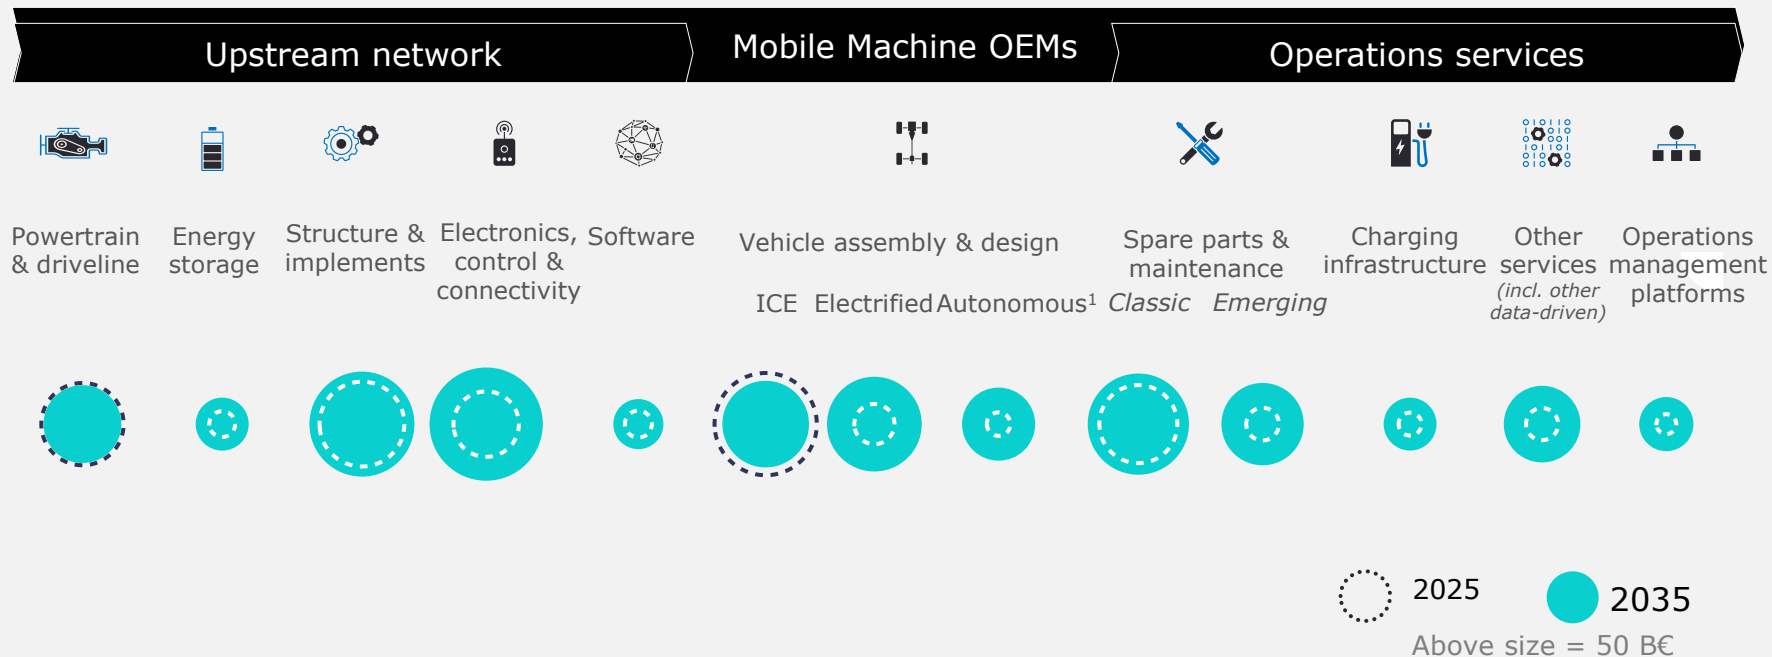 Upstream network
Mobile Machine OEMs
Operations services
Powertrain
& driveline
Energy
storage
Structure &
implements
Electronics,
control &
connectivity
Software
Vehicle assembly & design
ICE Electrified Autonomous¹
Spare parts &
maintenance
Classic Emerging
Charging
infrastructure
Other
services
(incl. other
data-driven)
Operations
management
platforms
2025
2035
Above size = 50 B€